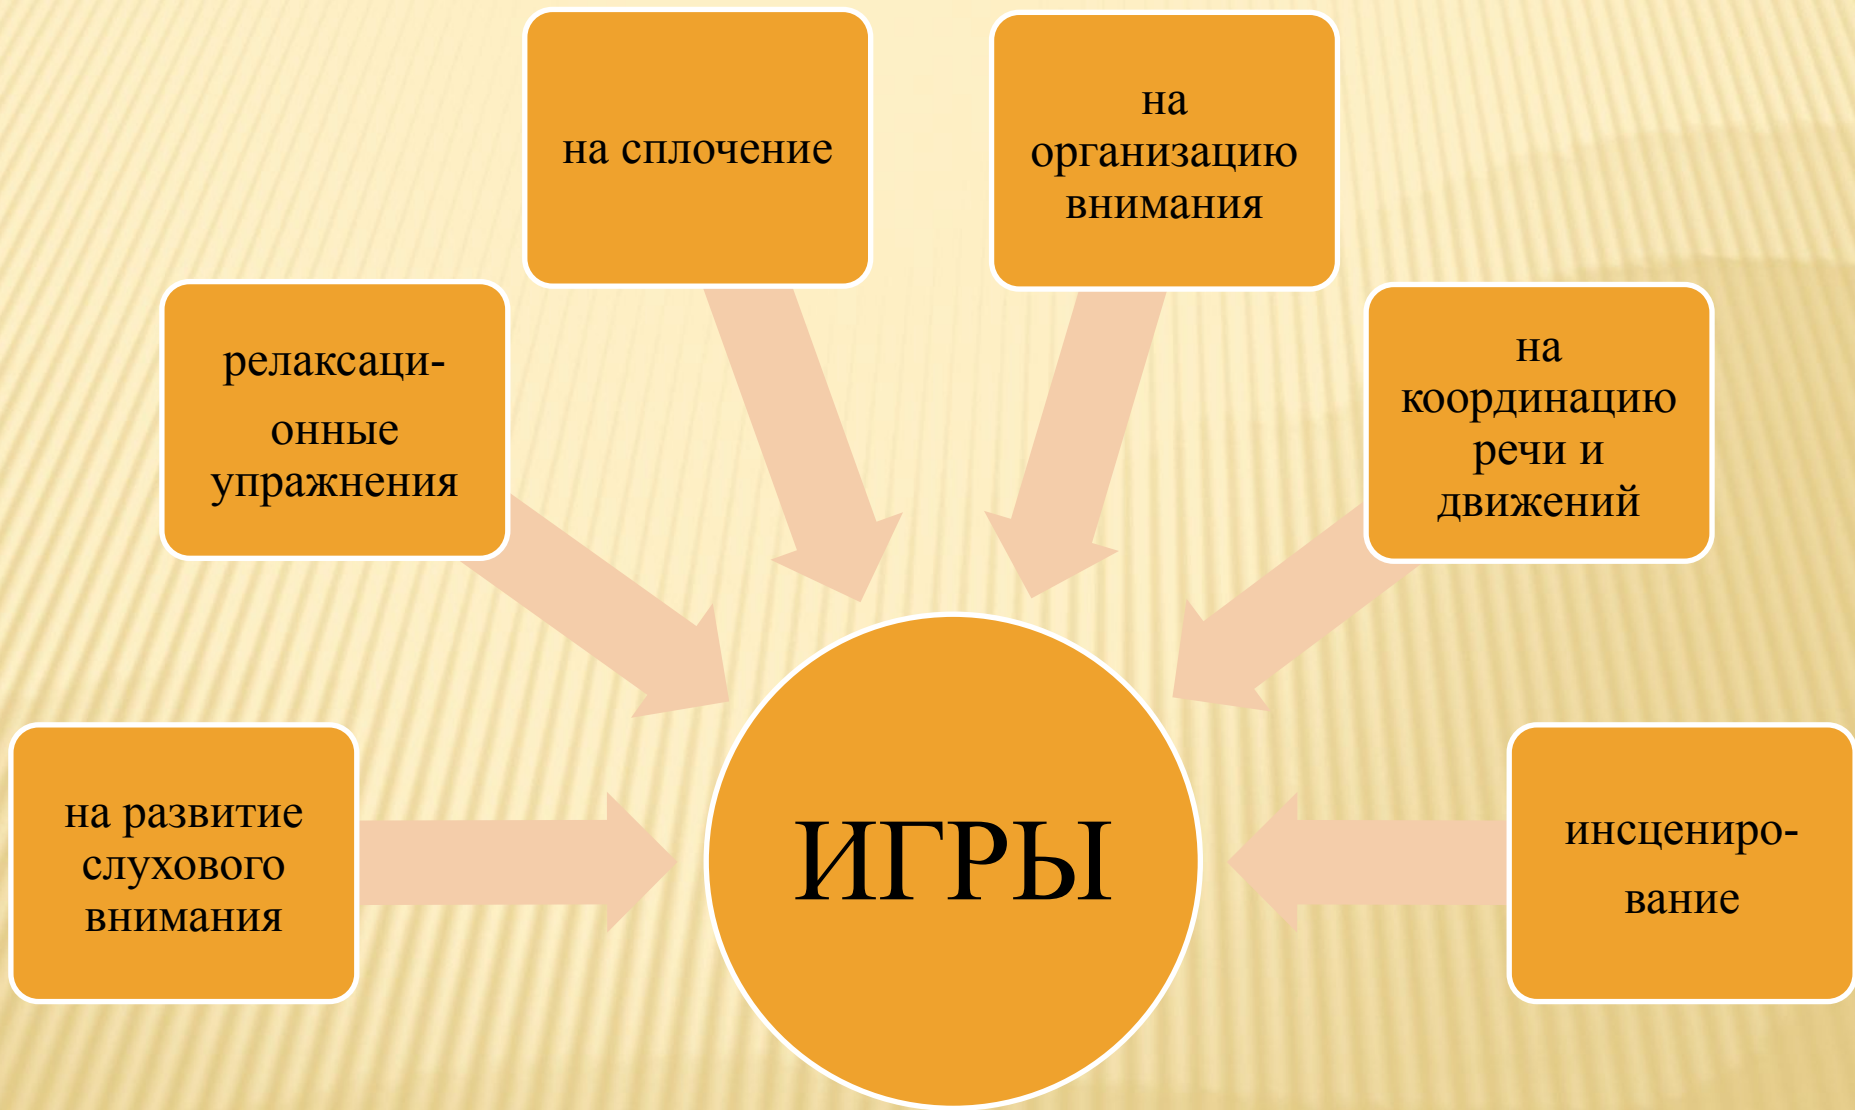 на сплочение
на
организацию
внимания
релаксаци-
онные
упражнения
на
координацию
речи и
движений
на развитие
слухового
внимания
ИГРЫ
инсцениро-
вание